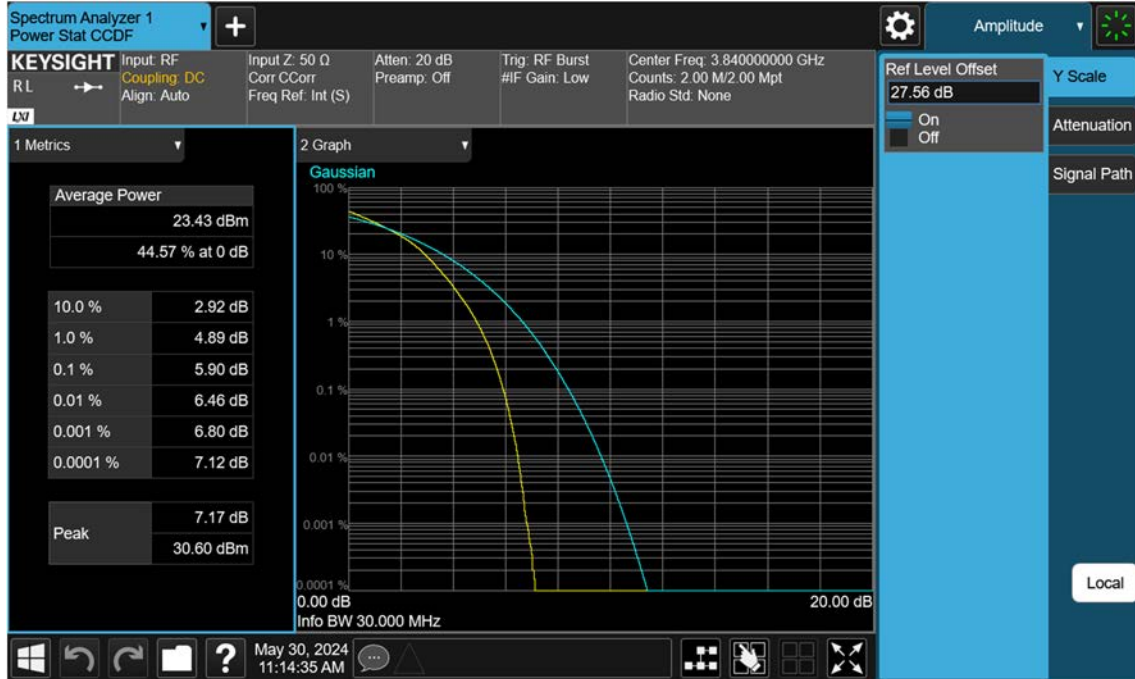 Spectrum Analyzer 1
Power Stat CCDF
Amplitude
KEYSIGHT
R L
LXI
Input: RF
Coupling: DC
Align: Auto
Input Z: 50 Ω
Corr CCorr
Freq Ref: Int (S)
Atten: 20 dB
Preamp: Off
Trig: RF Burst
#IF Gain: Low
Center Freq: 3.840000000 GHz
Counts: 2.00 M/2.00 Mpt
Radio Std: None
Ref Level Offset
27.56 dB
On
Off
Y Scale
Attenuation
Signal Path
1 Metrics
Average Power
23.43 dBm
44.57 % at 0 dB
10.0 % 2.92 dB
1.0 % 4.89 dB
0.1 % 5.90 dB
0.01 % 6.46 dB
0.001 % 6.80 dB
0.0001 % 7.12 dB
Peak 7.17 dB
30.60 dBm
2 Graph
Gaussian
100 %
10 %
1 %
0.1 %
0.01 %
0.001 %
0.0001 %
0.00 dB 20.00 dB
Info BW 30.000 MHz
Local
?
May 30, 2024
11:14:35 AM